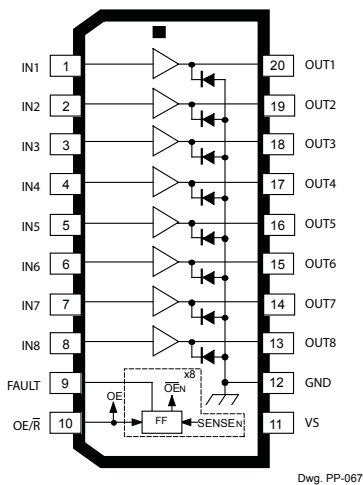 IN1 1 20 OUT1
IN2 2 19 OUT2
IN3 3 18 OUT3
IN4 4 17 OUT4
IN5 5 16 OUT5
IN6 6 15 OUT6
IN7 7 14 OUT7
IN8 8 13 OUT8
x8
FAULT 9 OE O̅E̅N 12 GND
OE/R̅ 10 FF SENSEN 11 VS
Dwg. PP-067